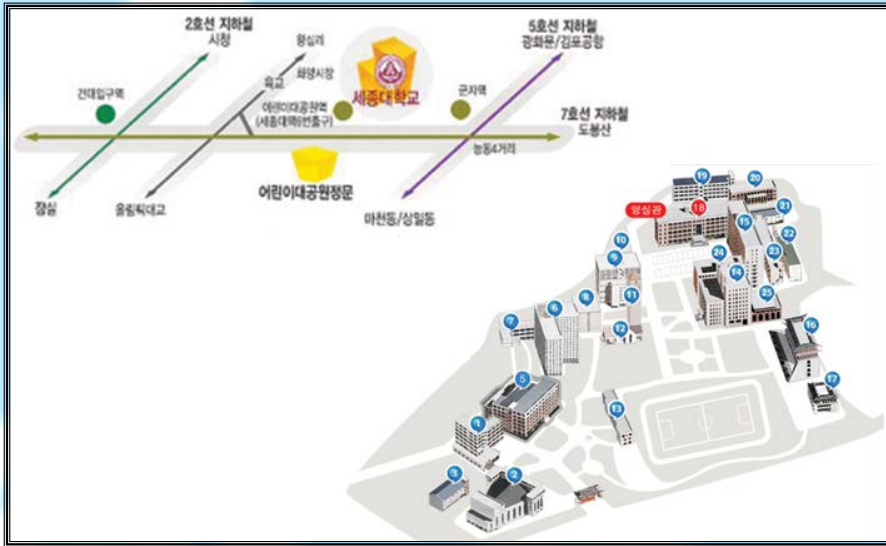 2호선 지하철
시청
왕십리
5호선 지하철
광화문/김포공항
화양시장
육교
세종대학교
건대입구역
어린이대공원역
(세종대역6번출구)
군자역
7호선 지하철
도봉산
능동4거리
어린이대공원정문
잠실
올림픽대교
마천동/상일동
19
20
영실관
18
21
15
22
10
9
24
23
14
8
11
25
7
6
12
16
5
17
13
1
3
2